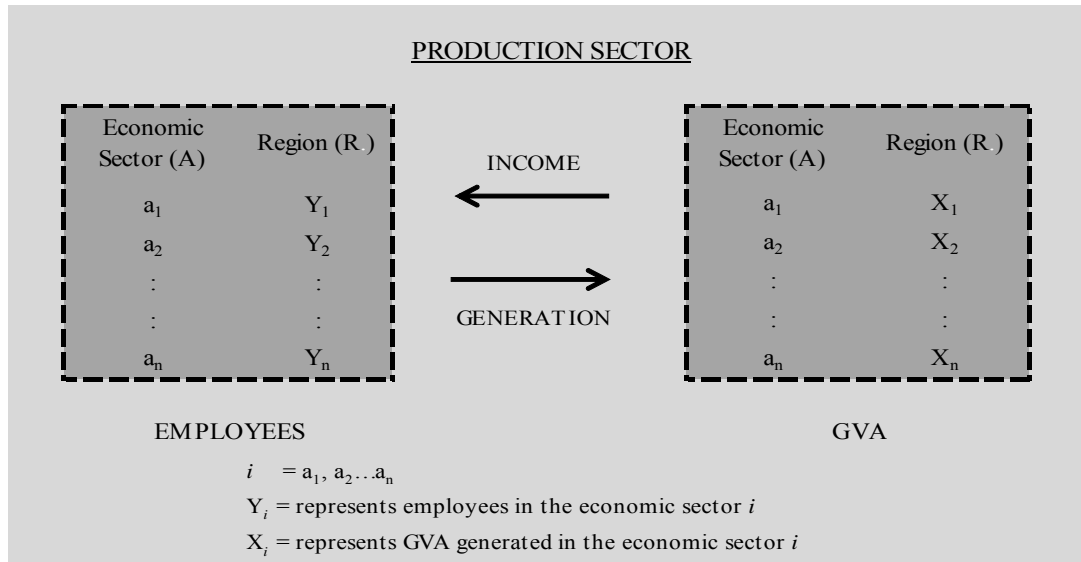 PRODUCTION SECTOR
Economic Sector (A) Region (R.)
a₁ Y₁
a₂ Y₂
: :
: :
aₙ Yₙ
INCOME
GENERATION
Economic Sector (A) Region (R.)
a₁ X₁
a₂ X₂
: :
: :
aₙ Xₙ
EMPLOYEES
GVA
i = a₁, a₂…aₙ
Yᵢ = represents employees in the economic sector i
Xᵢ = represents GVA generated in the economic sector i